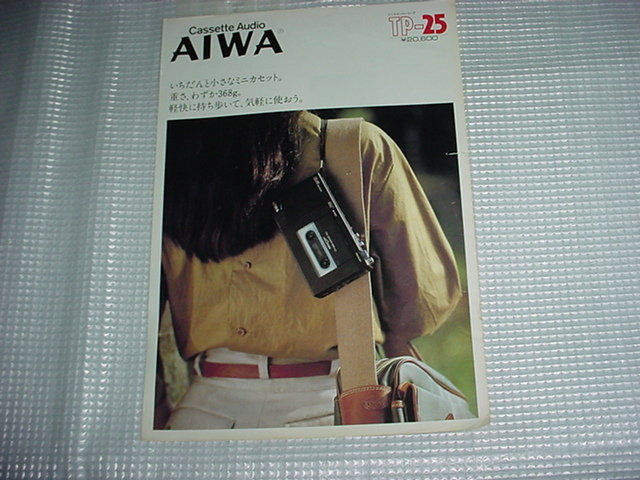 Cassette Audio
AIWA
TP-25
いちだんと小さなミニカセット。
重さ、わずか368g。
軽快に持ち歩いて、気軽に使おう。